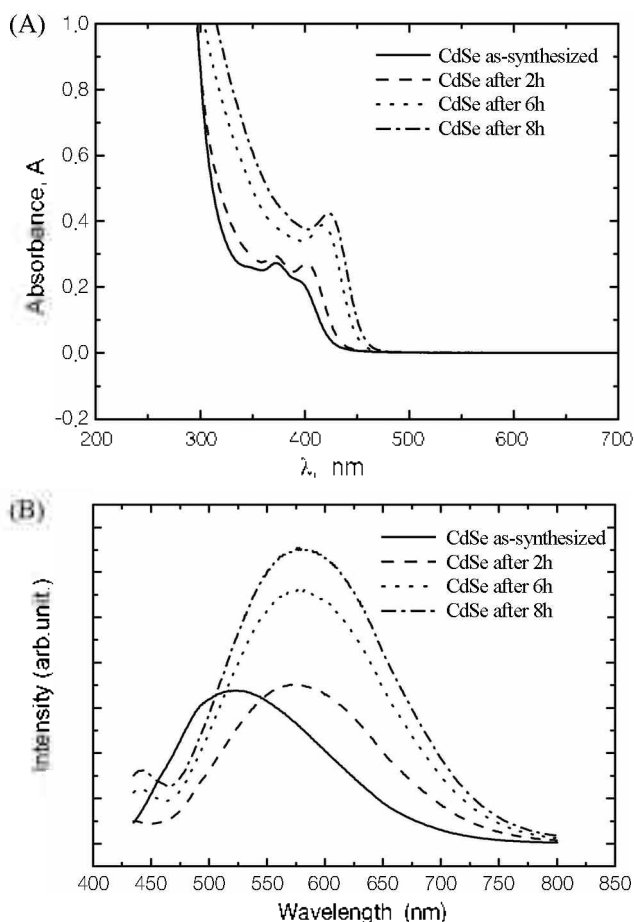 (A)
1.0
0.8
0.6
0.4
0.2
0.0
-0.2
Absorbance, A
CdSe as-synthesized
CdSe after 2h
CdSe after 6h
CdSe after 8h
200 300 400 500 600 700
λ, nm
(B)
Intensity (arb.unit.)
CdSe as-synthesized
CdSe after 2h
CdSe after 6h
CdSe after 8h
400 450 500 550 600 650 700 750 800 850
Wavelength (nm)